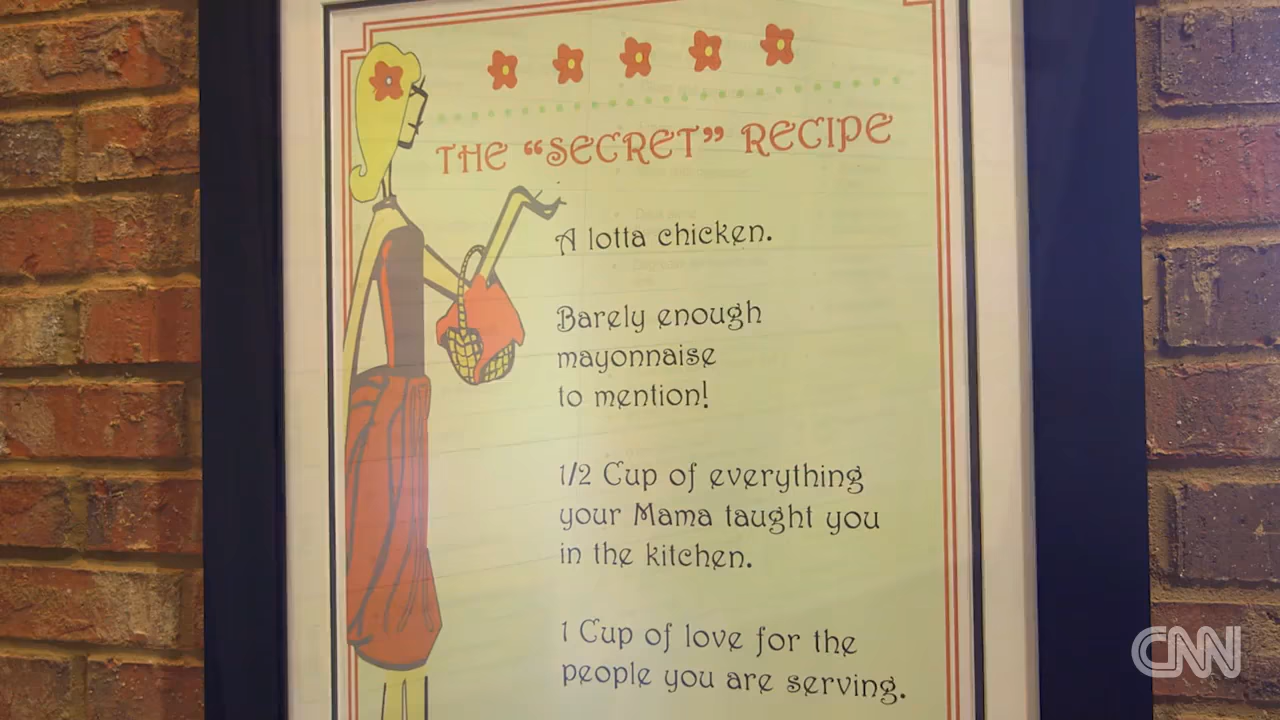 THE “SECRET” RECIPE
A lotta chicken.
Barely enough
mayonnaise
to mention!
1/2 Cup of everything
your Mama taught you
in the kitchen.
1 Cup of love for the
people you are serving.
CNN